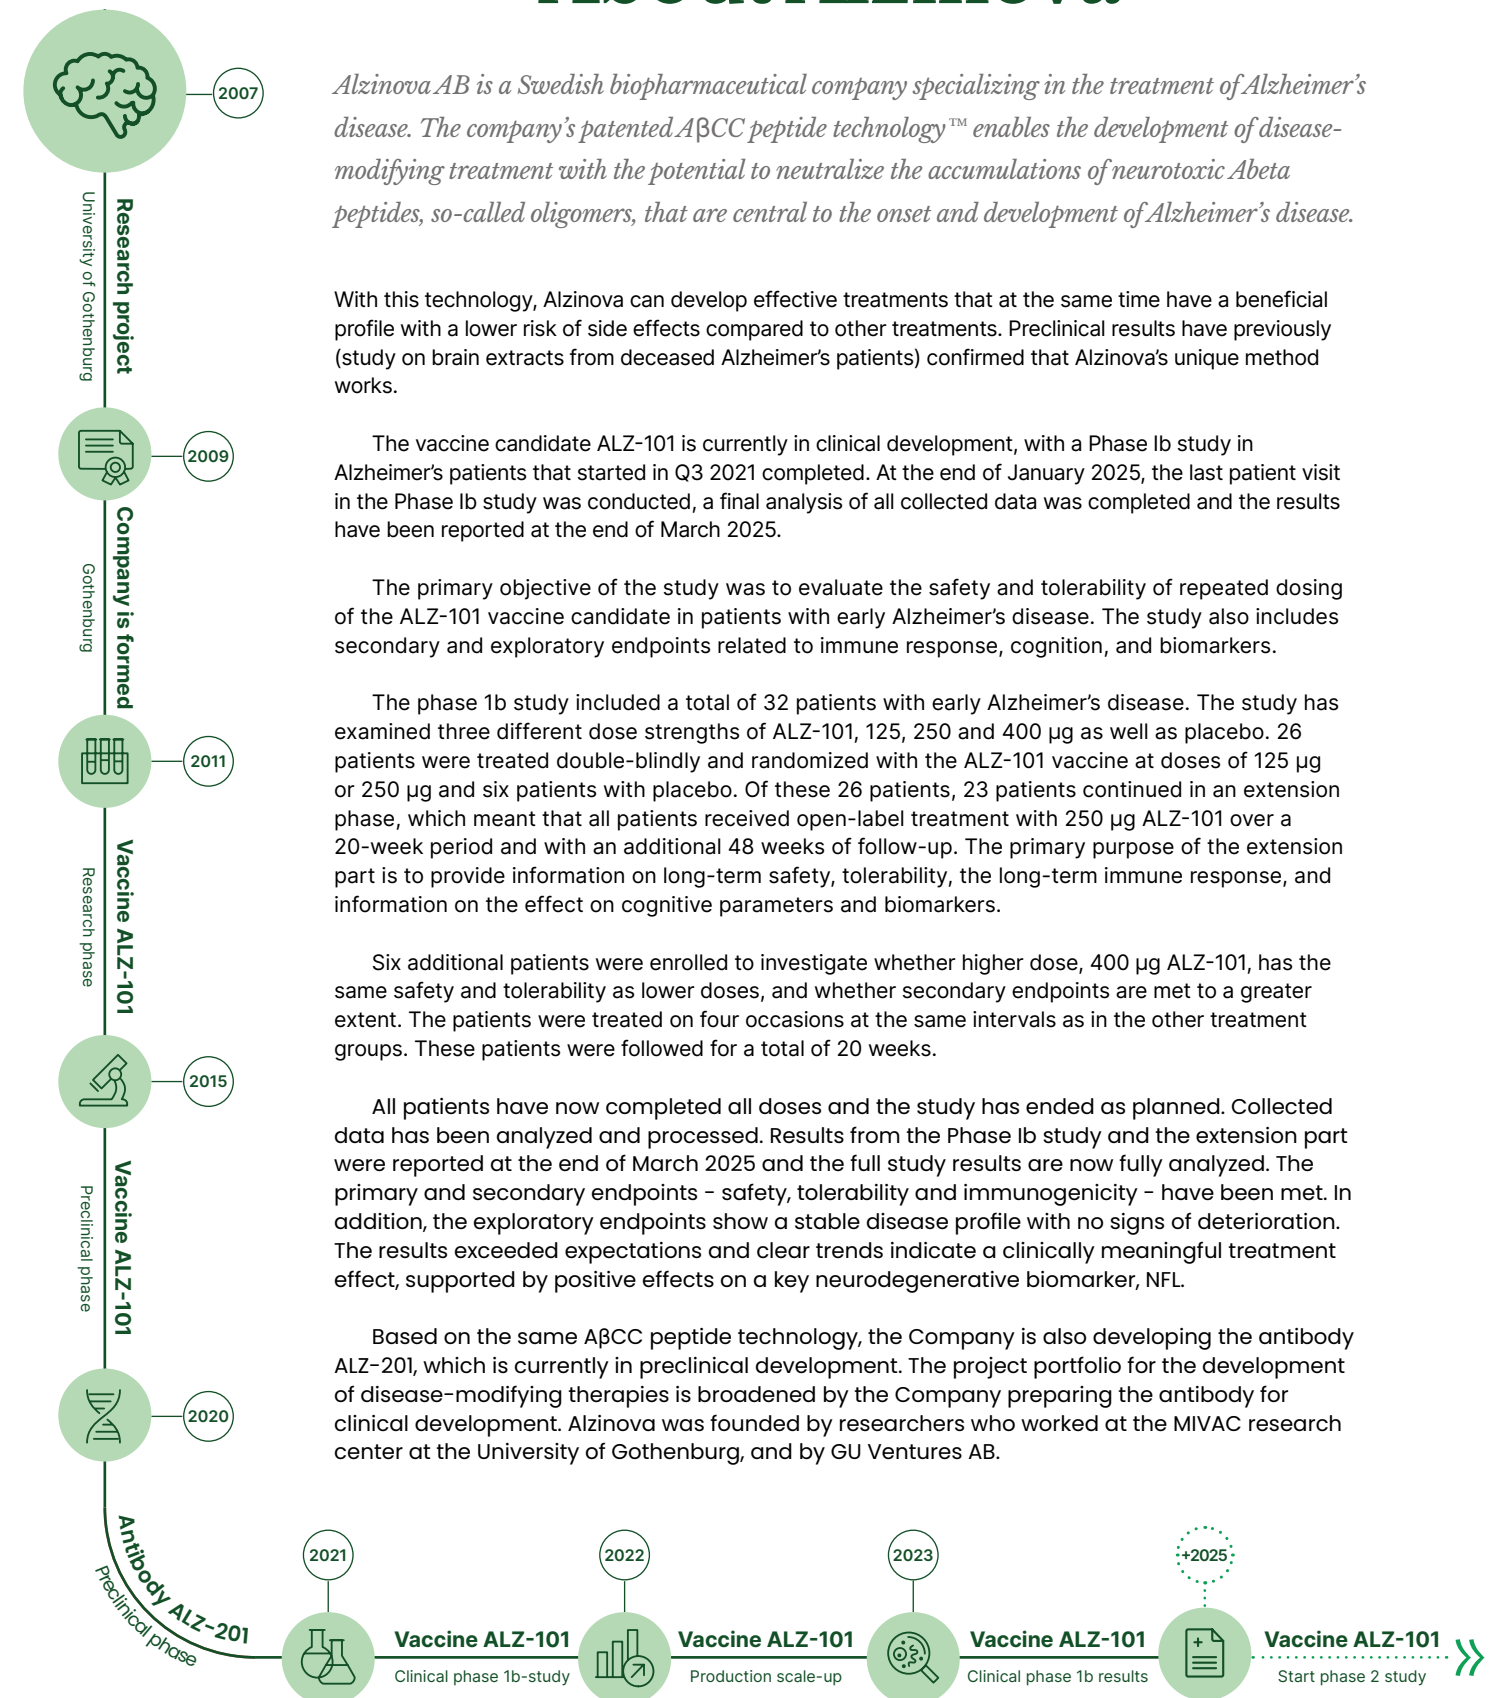 About Alzinova
Alzinova AB is a Swedish biopharmaceutical company specializing in the treatment of Alzheimer’s
disease. The company’s patented AβCC peptide technology™ enables the development of disease-
modifying treatment with the potential to neutralize the accumulations of neurotoxic Abeta
peptides, so-called oligomers, that are central to the onset and development of Alzheimer’s disease.
With this technology, Alzinova can develop effective treatments that at the same time have a beneficial
profile with a lower risk of side effects compared to other treatments. Preclinical results have previously
(study on brain extracts from deceased Alzheimer’s patients) confirmed that Alzinova’s unique method
works.
The vaccine candidate ALZ-101 is currently in clinical development, with a Phase Ib study in
Alzheimer’s patients that started in Q3 2021 completed. At the end of January 2025, the last patient visit
in the Phase Ib study was conducted, a final analysis of all collected data was completed and the results
have been reported at the end of March 2025.
The primary objective of the study was to evaluate the safety and tolerability of repeated dosing
of the ALZ-101 vaccine candidate in patients with early Alzheimer’s disease. The study also includes
secondary and exploratory endpoints related to immune response, cognition, and biomarkers.
The phase 1b study included a total of 32 patients with early Alzheimer’s disease. The study has
examined three different dose strengths of ALZ-101, 125, 250 and 400 µg as well as placebo. 26
patients were treated double-blindly and randomized with the ALZ-101 vaccine at doses of 125 µg
or 250 µg and six patients with placebo. Of these 26 patients, 23 patients continued in an extension
phase, which meant that all patients received open-label treatment with 250 µg ALZ-101 over a
20-week period and with an additional 48 weeks of follow-up. The primary purpose of the extension
part is to provide information on long-term safety, tolerability, the long-term immune response, and
information on the effect on cognitive parameters and biomarkers.
Six additional patients were enrolled to investigate whether higher dose, 400 µg ALZ-101, has the
same safety and tolerability as lower doses, and whether secondary endpoints are met to a greater
extent. The patients were treated on four occasions at the same intervals as in the other treatment
groups. These patients were followed for a total of 20 weeks.
All patients have now completed all doses and the study has ended as planned. Collected
data has been analyzed and processed. Results from the Phase Ib study and the extension part
were reported at the end of March 2025 and the full study results are now fully analyzed. The
primary and secondary endpoints – safety, tolerability and immunogenicity – have been met. In
addition, the exploratory endpoints show a stable disease profile with no signs of deterioration.
The results exceeded expectations and clear trends indicate a clinically meaningful treatment
effect, supported by positive effects on a key neurodegenerative biomarker, NFL.
Based on the same AβCC peptide technology, the Company is also developing the antibody
ALZ-201, which is currently in preclinical development. The project portfolio for the development
of disease-modifying therapies is broadened by the Company preparing the antibody for
clinical development. Alzinova was founded by researchers who worked at the MIVAC research
center at the University of Gothenburg, and by GU Ventures AB.
2007
Research project
University of Gothenburg
2009
Company is formed
Gothenburg
2011
Vaccine ALZ-101
Research phase
2015
Vaccine ALZ-101
Preclinical phase
2020
Antibody ALZ-201
Preclinical phase
2021
Vaccine ALZ-101
Clinical phase 1b-study
2022
Vaccine ALZ-101
Production scale-up
2023
Vaccine ALZ-101
Clinical phase 1b results
+2025
Vaccine ALZ-101
Start phase 2 study